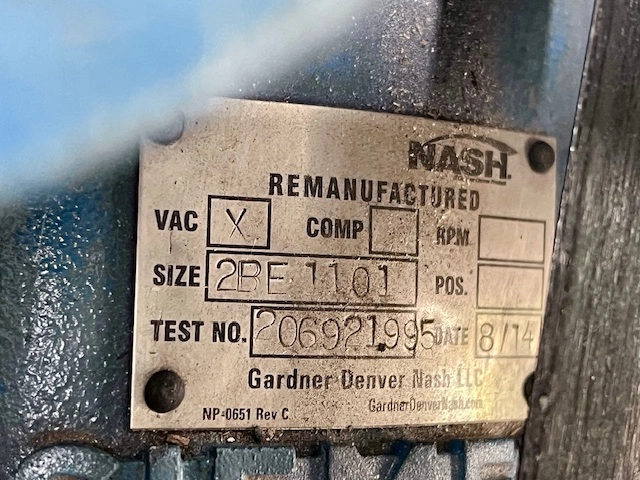 NASH
REMANUFACTURED
VAC X COMP RPM
SIZE 2BE 1101 POS.
TEST NO. 206921995 DATE 8/14
Gardner Denver Nash LLC
NP-0651 Rev C GardnerDenverNash.com